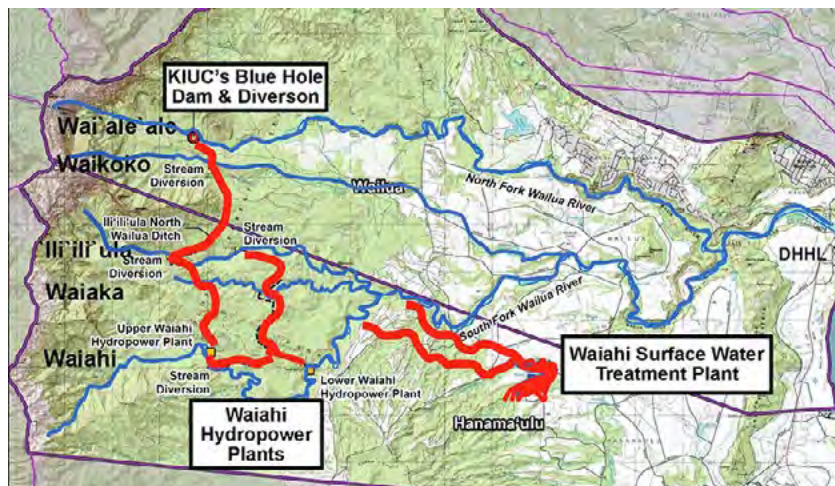 KIUC's Blue Hole
Dam & Diverson
Wai`ale`ale
Waikoko
Stream
Diversion
Wailua
North Fork Wailua River
Ili`ili`ula North
Wailua Ditch
Stream
Diversion
`Ili`ili`ula
Stream
Diversion
DHHL
Waiaka
South Fork Wailua River
Upper Waiahi
Hydropower Plant
Waiahi
Stream
Diversion
Lower Waiahi
Hydropower Plant
Waiahi Surface Water
Treatment Plant
Waiahi
Hydropower
Plants
Hanama`ulu